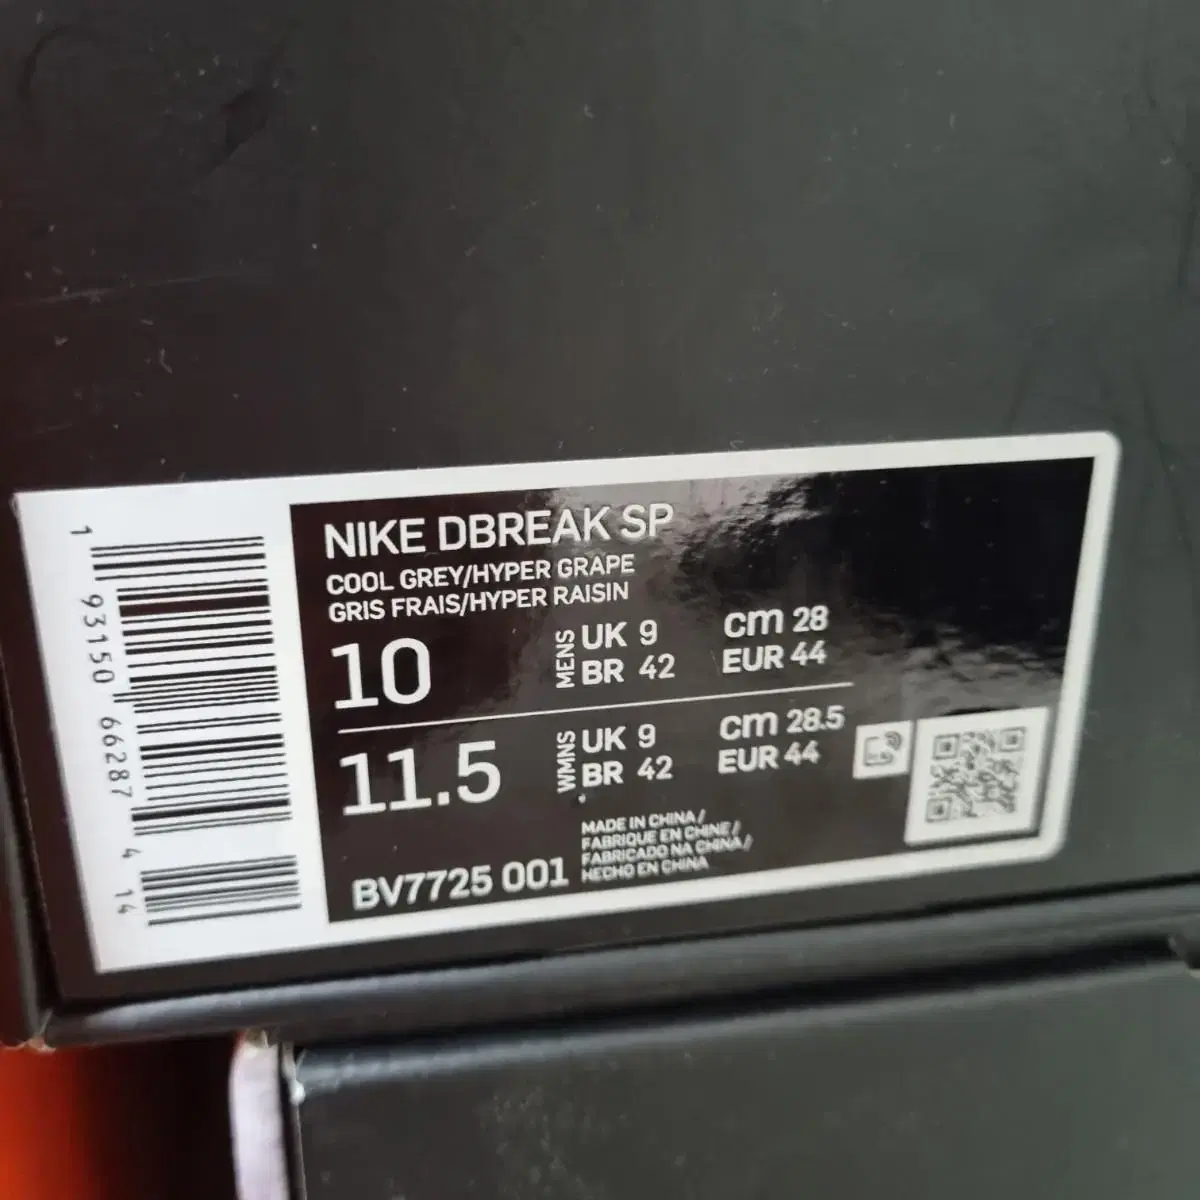 1 93150 66287 4 14
NIKE DBREAK SP
COOL GREY/HYPER GRAPE
GRIS FRAIS/HYPER RAISIN
10
MENS
UK 9
BR 42
cm 28
EUR 44
11.5
WMNS
UK 9
BR 42
cm 28.5
EUR 44
MADE IN CHINA /
FABRIQUE EN CHINE /
FABRICADO NA CHINA /
HECHO EN CHINA
BV7725 001